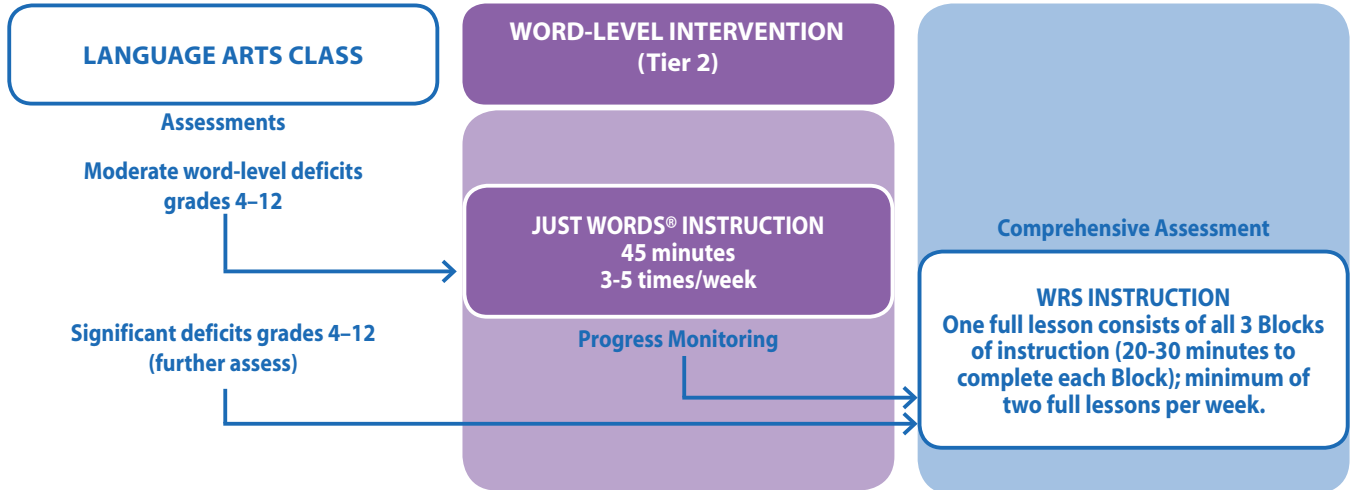 LANGUAGE ARTS CLASS
Assessments
Moderate word-level deficits
grades 4–12
Significant deficits grades 4–12
(further assess)
WORD-LEVEL INTERVENTION
(Tier 2)
JUST WORDS® INSTRUCTION
45 minutes
3-5 times/week
Progress Monitoring
Comprehensive Assessment
WRS INSTRUCTION
One full lesson consists of all 3 Blocks
of instruction (20-30 minutes to
complete each Block); minimum of
two full lessons per week.